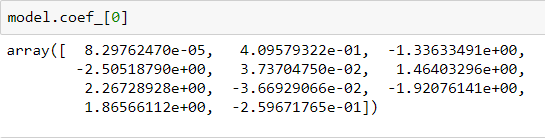 model.coef_[0]
array([ 8.29762470e-05, 4.09579322e-01, -1.33633491e+00,
-2.50518790e+00, 3.73704750e-02, 1.46403296e+00,
2.26728928e+00, -3.66929066e-02, -1.92076141e+00,
1.86566112e+00, -2.59671765e-01])